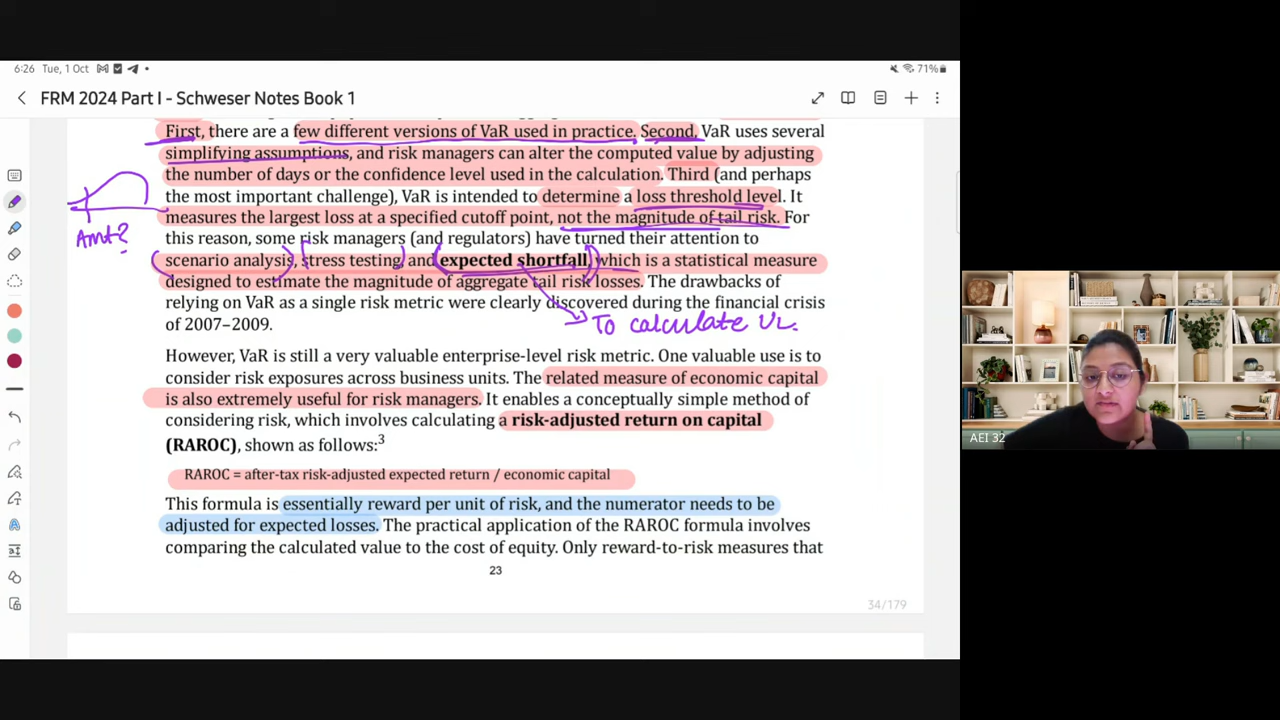 6:26 Tue, 1 Oct
71%
FRM 2024 Part I - Schweser Notes Book 1
First, there are a few different versions of VaR used in practice. Second, VaR uses several
simplifying assumptions, and risk managers can alter the computed value by adjusting
the number of days or the confidence level used in the calculation. Third (and perhaps
the most important challenge), VaR is intended to determine a loss threshold level. It
measures the largest loss at a specified cutoff point, not the magnitude of tail risk. For
Amt?
this reason, some risk managers (and regulators) have turned their attention to
scenario analysis, stress testing, and expected shortfall, which is a statistical measure
designed to estimate the magnitude of aggregate tail risk losses. The drawbacks of
relying on VaR as a single risk metric were clearly discovered during the financial crisis
of 2007–2009.
To calculate UL.
However, VaR is still a very valuable enterprise-level risk metric. One valuable use is to
consider risk exposures across business units. The related measure of economic capital
is also extremely useful for risk managers. It enables a conceptually simple method of
considering risk, which involves calculating a risk-adjusted return on capital
(RAROC), shown as follows:3
RAROC = after-tax risk-adjusted expected return / economic capital
This formula is essentially reward per unit of risk, and the numerator needs to be
adjusted for expected losses. The practical application of the RAROC formula involves
comparing the calculated value to the cost of equity. Only reward-to-risk measures that
23
34/179
AEI 32